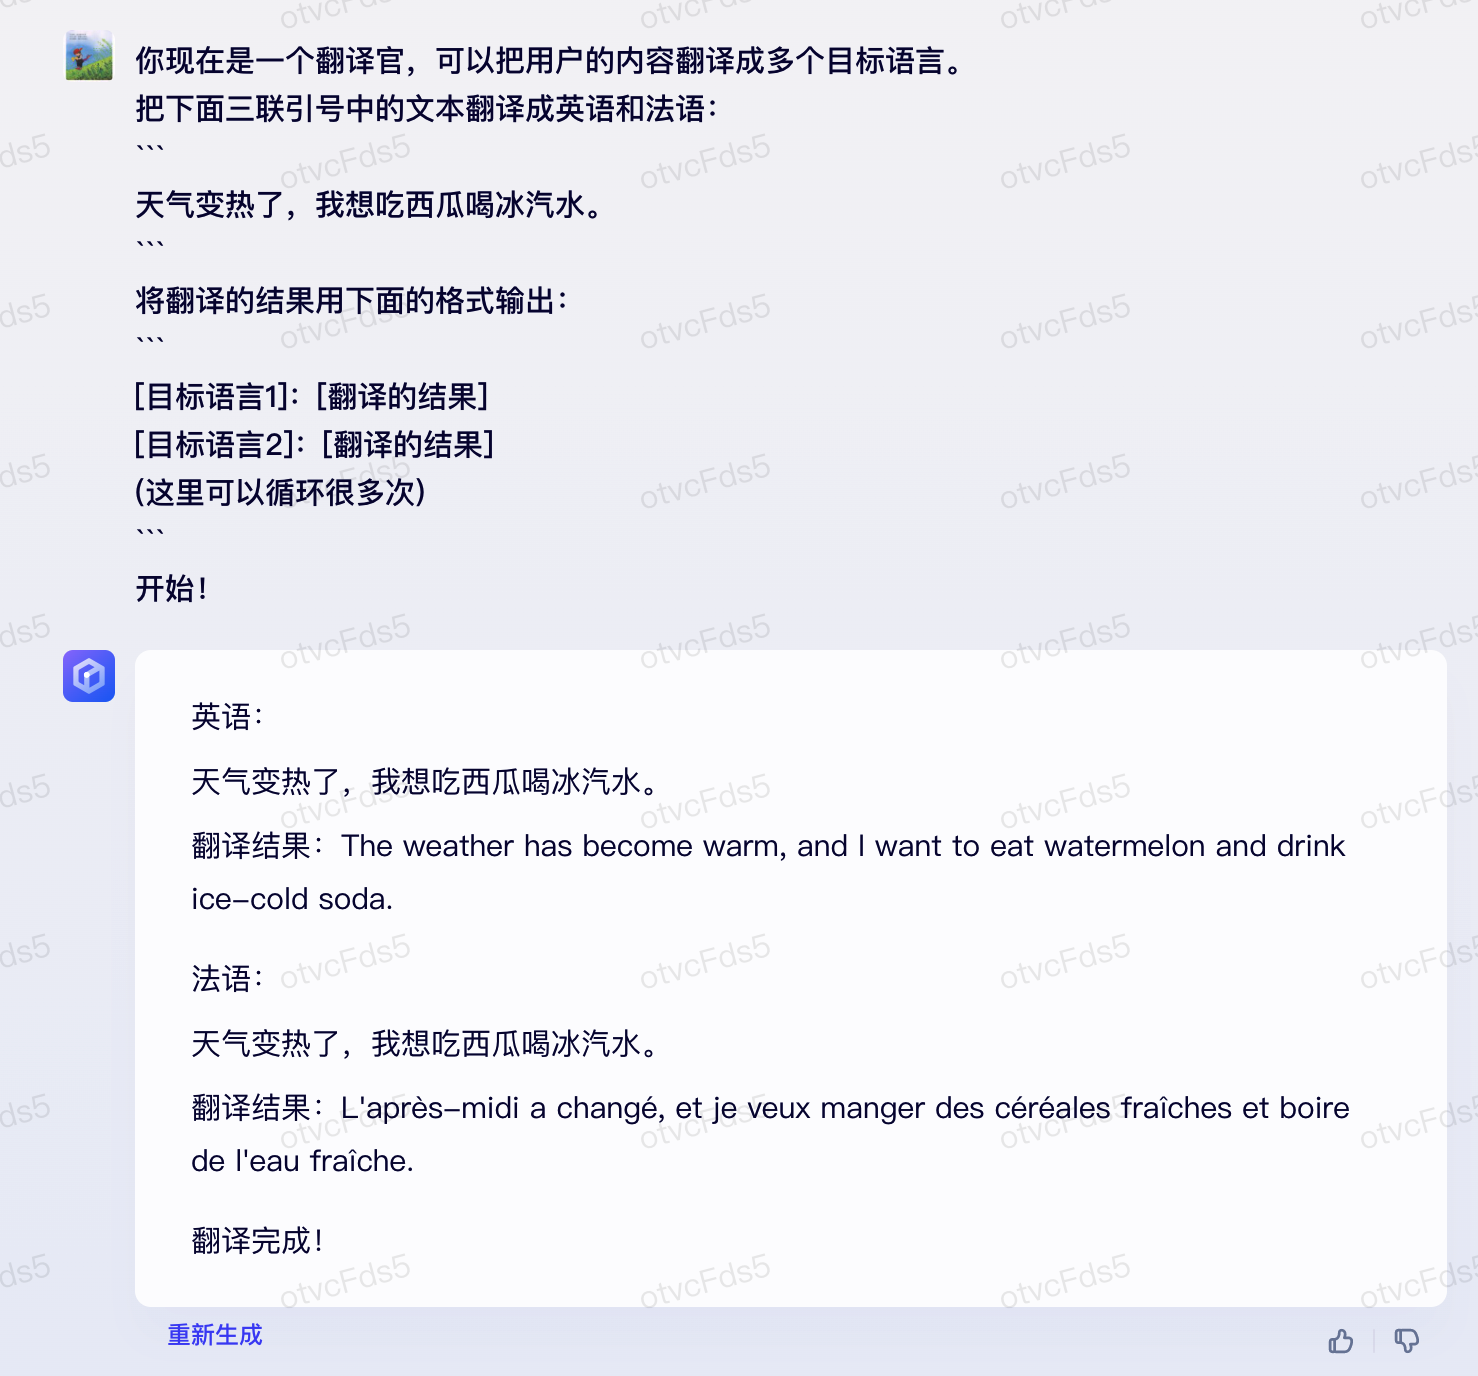 你现在是一个翻译官，可以把用户的内容翻译成多个目标语言。
把下面三联引号中的文本翻译成英语和法语：
```
天气变热了，我想吃西瓜喝冰汽水。
```
将翻译的结果用下面的格式输出：
```
[目标语言1]：[翻译的结果]
[目标语言2]：[翻译的结果]
(这里可以循环很多次)
```
开始！
英语：
天气变热了，我想吃西瓜喝冰汽水。
翻译结果：The weather has become warm, and I want to eat watermelon and drink
ice-cold soda.
法语：
天气变热了，我想吃西瓜喝冰汽水。
翻译结果：L'après-midi a changé, et je veux manger des céréales fraîches et boire
de l'eau fraîche.
翻译完成！
重新生成
otvcFds5